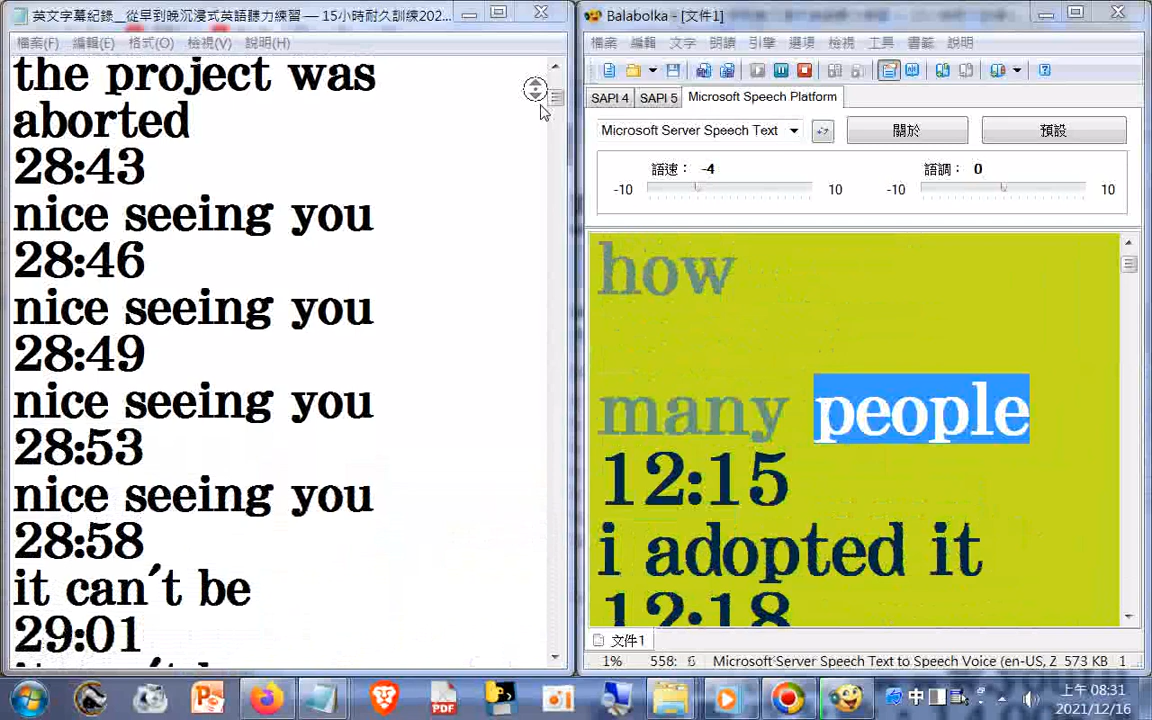 英文字幕紀錄__從早到晚沉浸式英語聽力練習 — 15小時耐久訓練202...
檔案(F) 編輯(E) 格式(O) 檢視(V) 說明(H)
the project was
aborted
28:43
nice seeing you
28:46
nice seeing you
28:49
nice seeing you
28:53
nice seeing you
28:58
it can't be
29:01
Balabolka - [文件1]
檔案 編輯 文字 朗讀 引擎 選項 檢視 工具 書籤 說明
SAPI 4 SAPI 5 Microsoft Speech Platform
Microsoft Server Speech Text 關於 預設
語速： -4 語調： 0
-10 10 -10 10
how
many people
12:15
i adopted it
12:18
文件1
1% 558: 6 Microsoft Server Speech Text to Speech Voice (en-US, Z 573 KB 1
PDF 中 上午 08:31
2021/12/16